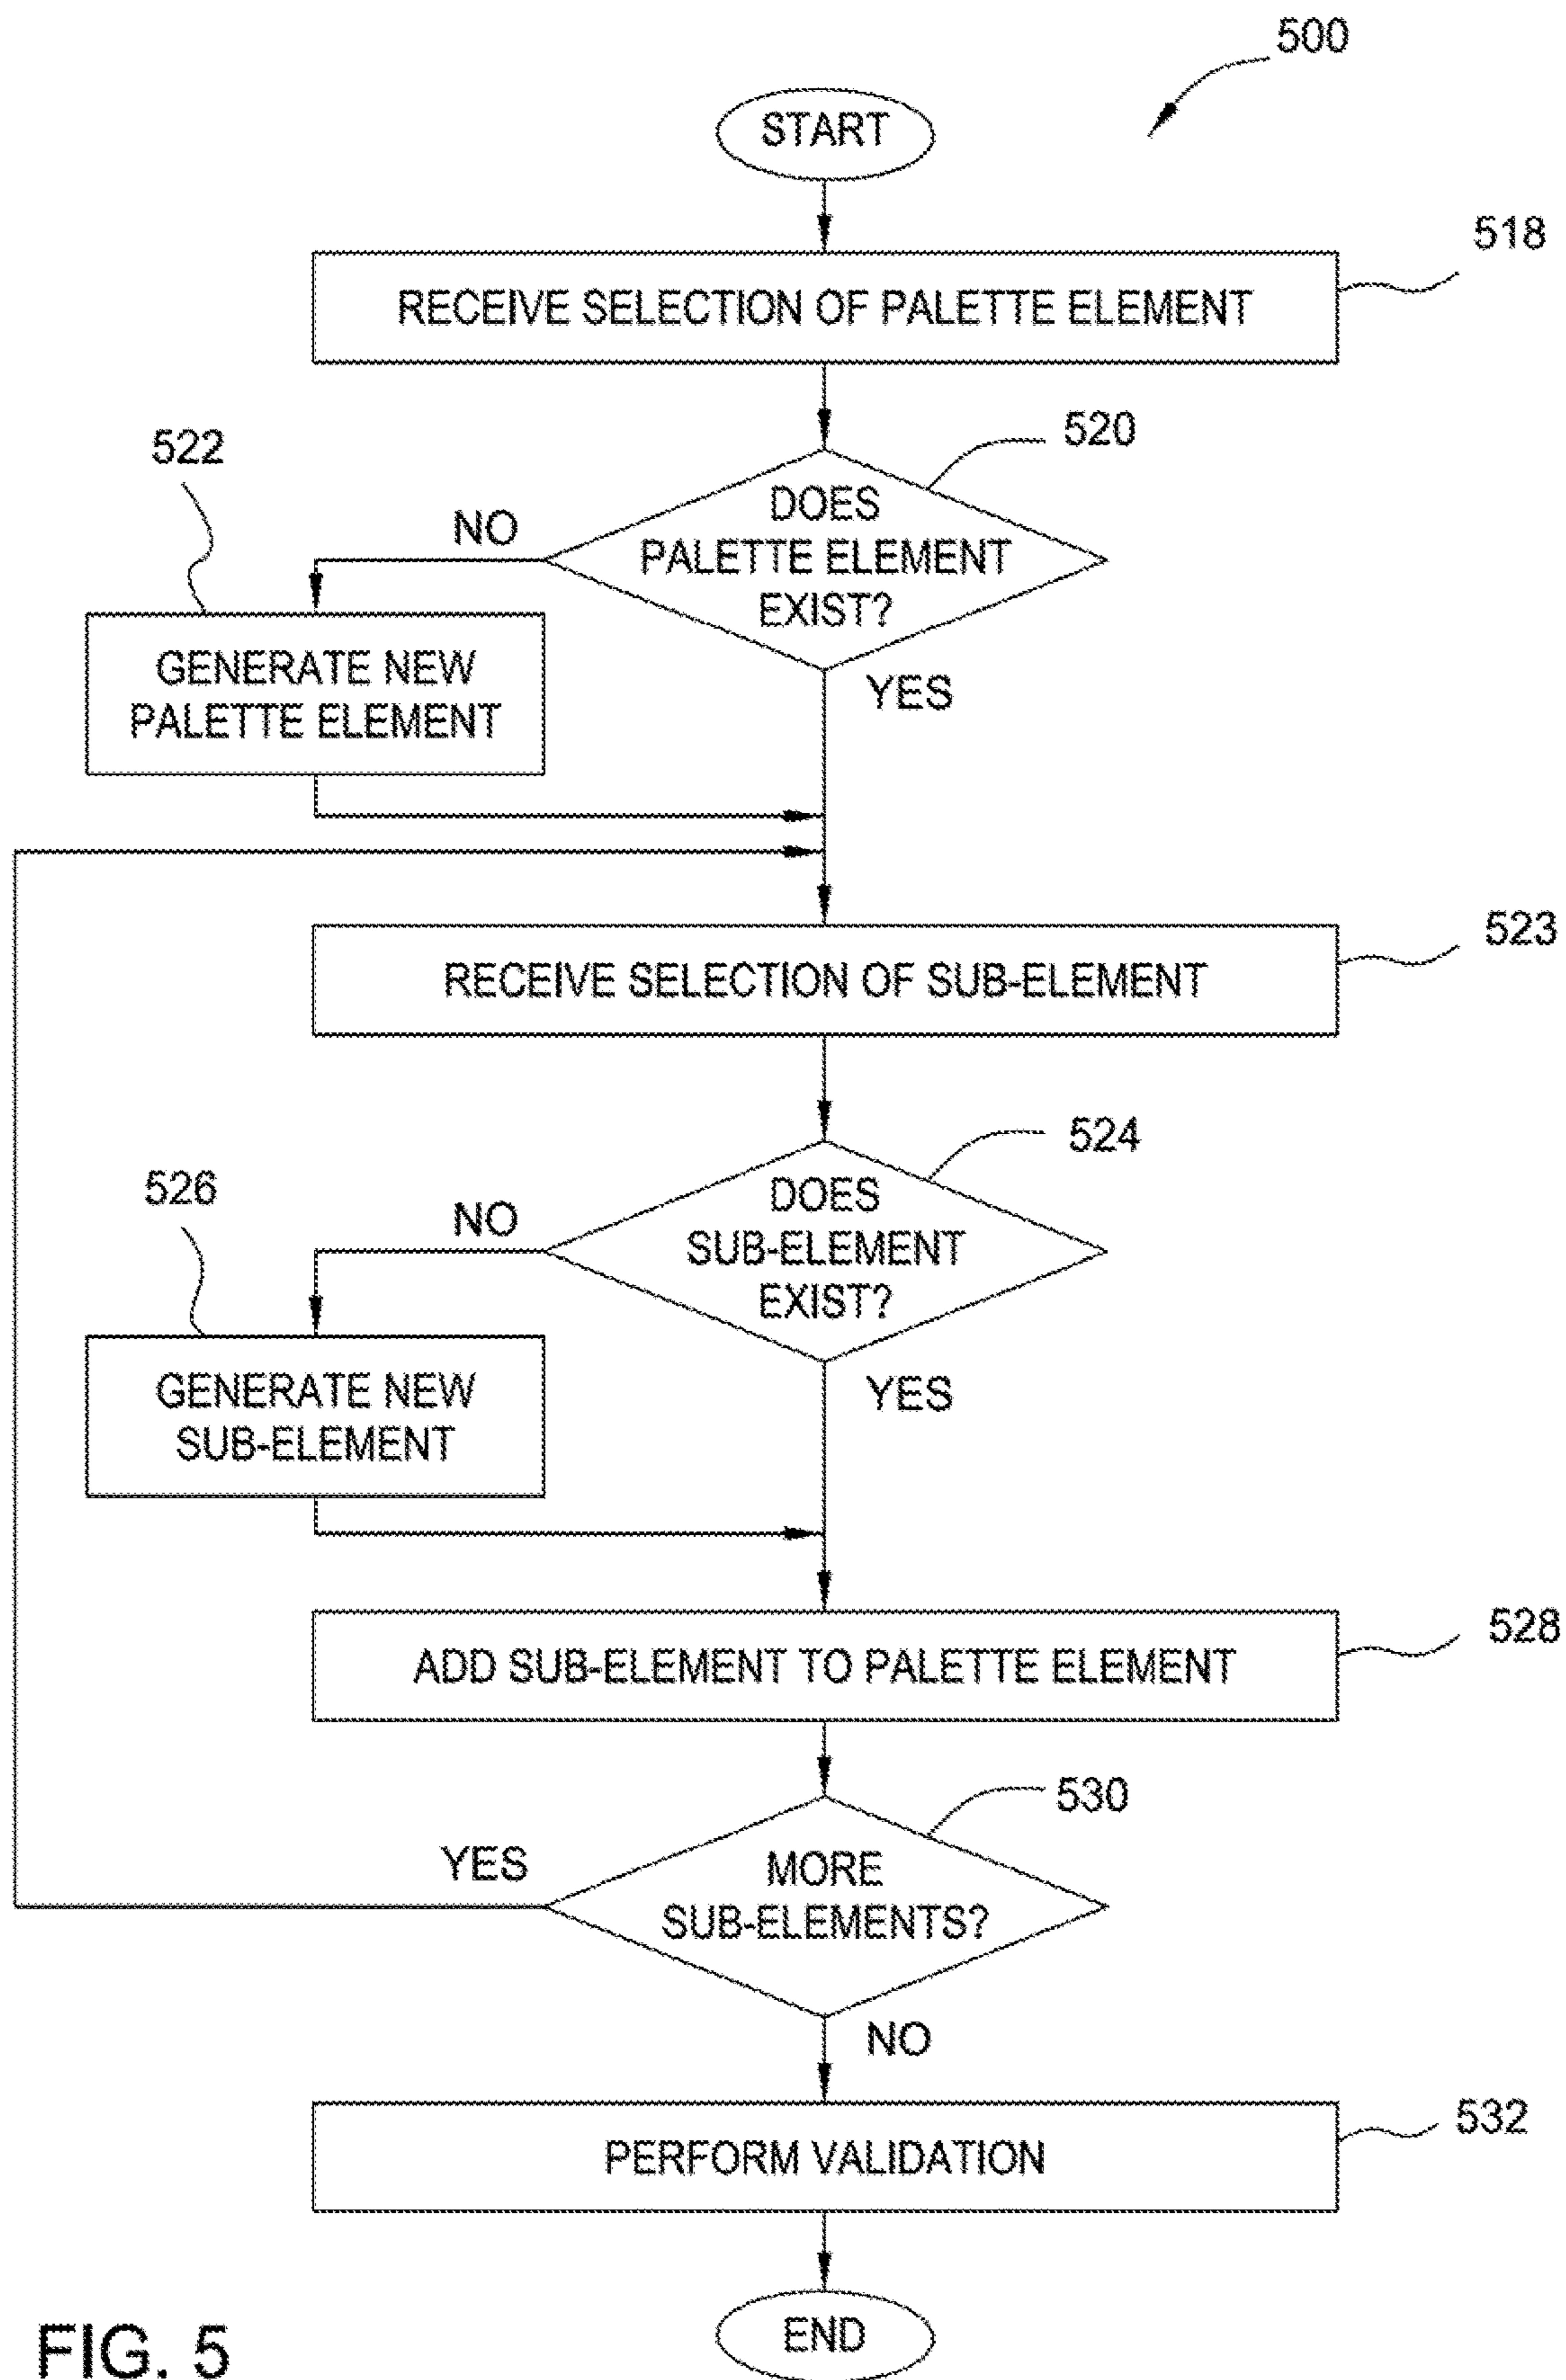 500
START
518
RECEIVE SELECTION OF PALETTE ELEMENT
520
522
DOES
PALETTE ELEMENT
EXIST?
NO
YES
GENERATE NEW
PALETTE ELEMENT
523
RECEIVE SELECTION OF SUB-ELEMENT
524
526
DOES
SUB-ELEMENT
EXIST?
NO
YES
GENERATE NEW
SUB-ELEMENT
528
ADD SUB-ELEMENT TO PALETTE ELEMENT
530
YES
MORE
SUB-ELEMENTS?
NO
532
PERFORM VALIDATION
END
FIG. 5